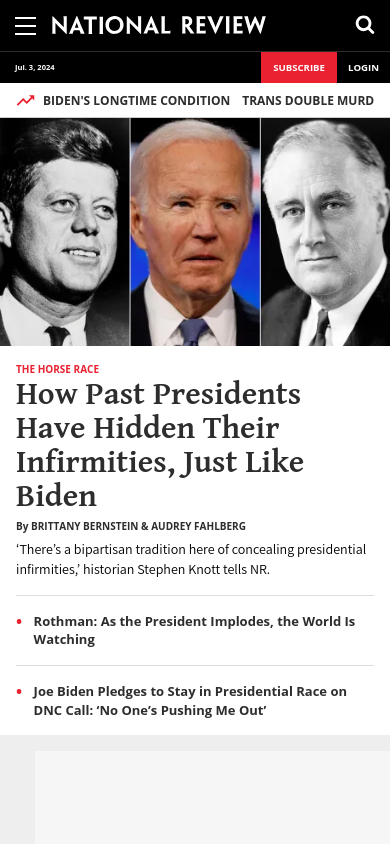 NATIONAL REVIEW
Jul. 3, 2024
SUBSCRIBE
LOGIN
BIDEN'S LONGTIME CONDITION TRANS DOUBLE MURD
THE HORSE RACE
How Past Presidents
Have Hidden Their
Infirmities, Just Like
Biden
By BRITTANY BERNSTEIN & AUDREY FAHLBERG
‘There’s a bipartisan tradition here of concealing presidential
infirmities,’ historian Stephen Knott tells NR.
• Rothman: As the President Implodes, the World Is
Watching
• Joe Biden Pledges to Stay in Presidential Race on
DNC Call: ‘No One’s Pushing Me Out’